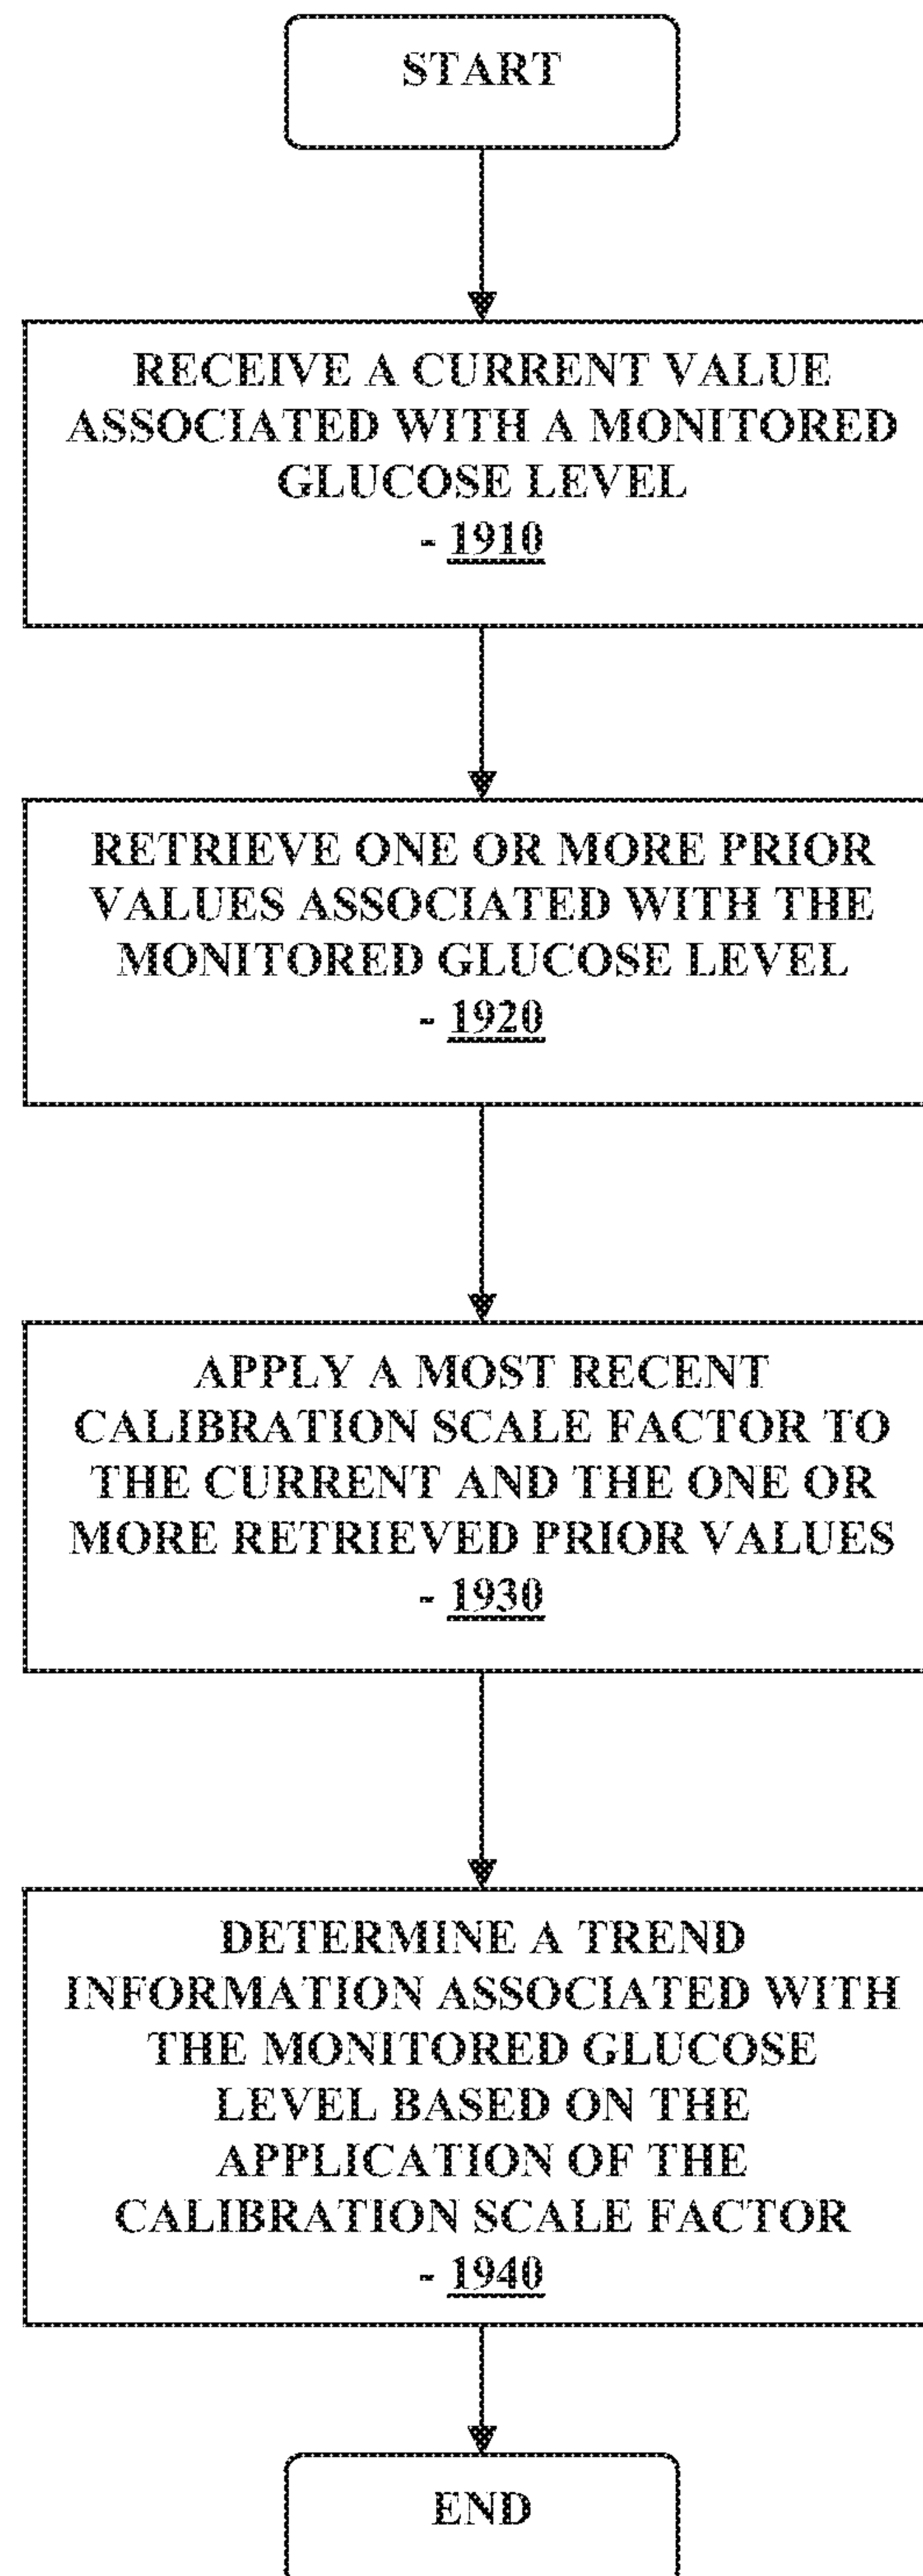 START
RECEIVE A CURRENT VALUE
ASSOCIATED WITH A MONITORED
GLUCOSE LEVEL
- 1910
RETRIEVE ONE OR MORE PRIOR
VALUES ASSOCIATED WITH THE
MONITORED GLUCOSE LEVEL
- 1920
APPLY A MOST RECENT
CALIBRATION SCALE FACTOR TO
THE CURRENT AND THE ONE OR
MORE RETRIEVED PRIOR VALUES
- 1930
DETERMINE A TREND
INFORMATION ASSOCIATED WITH
THE MONITORED GLUCOSE
LEVEL BASED ON THE
APPLICATION OF THE
CALIBRATION SCALE FACTOR
- 1940
END